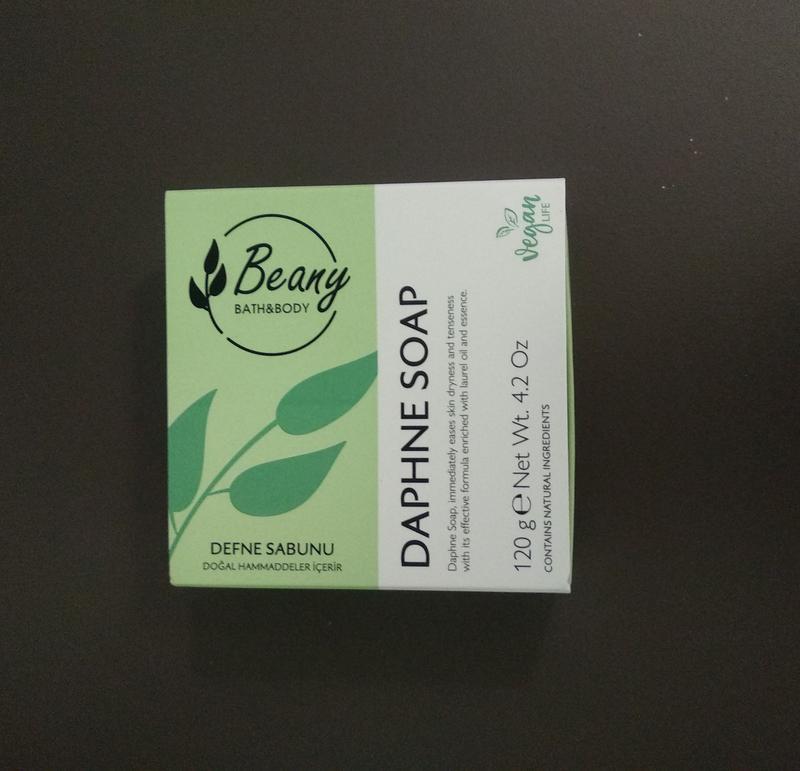 Beany
BATH&BODY
DEFNE SABUNU
DOĞAL HAMMADDELER İÇERİR
DAPHNE SOAP
Daphne Soap, immediately eases skin dryness and tenseness
with its effective formula enriched with laurel oil and essence.
120 g ℮ Net Wt. 4.2 Oz
CONTAINS NATURAL INGREDIENTS
vegan
LIFE